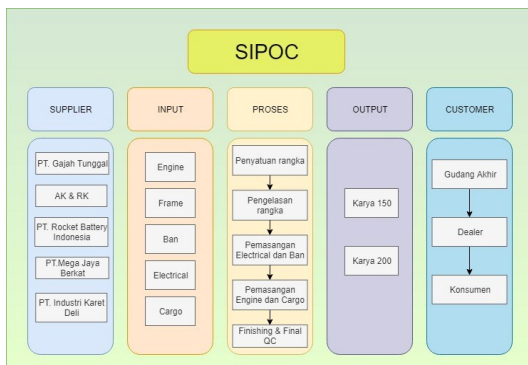 SIPOC
SUPPLIER
INPUT
PROSES
OUTPUT
CUSTOMER
PT. Gajah Tunggal
AK & RK
PT. Rocket Battery
Indonesia
PT.Mega Jaya
Berkat
PT. Industri Karet
Deli
Engine
Frame
Ban
Electrical
Cargo
Penyatuan rangka
Pengelasan
rangka
Pemasangan
Electrical dan Ban
Pemasangan
Engine dan Cargo
Finishing & Final
QC
Karya 150
Karya 200
Gudang Akhir
Dealer
Konsumen